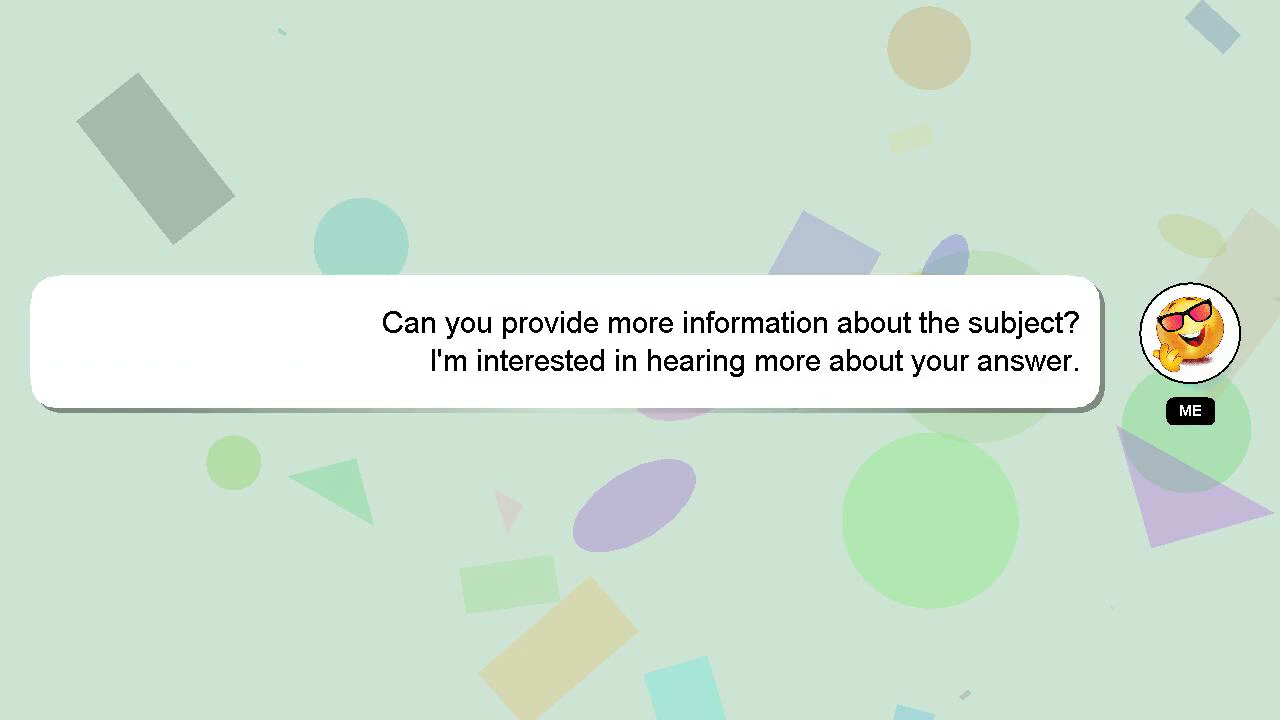 Can you provide more information about the subject?
I'm interested in hearing more about your answer.
ME